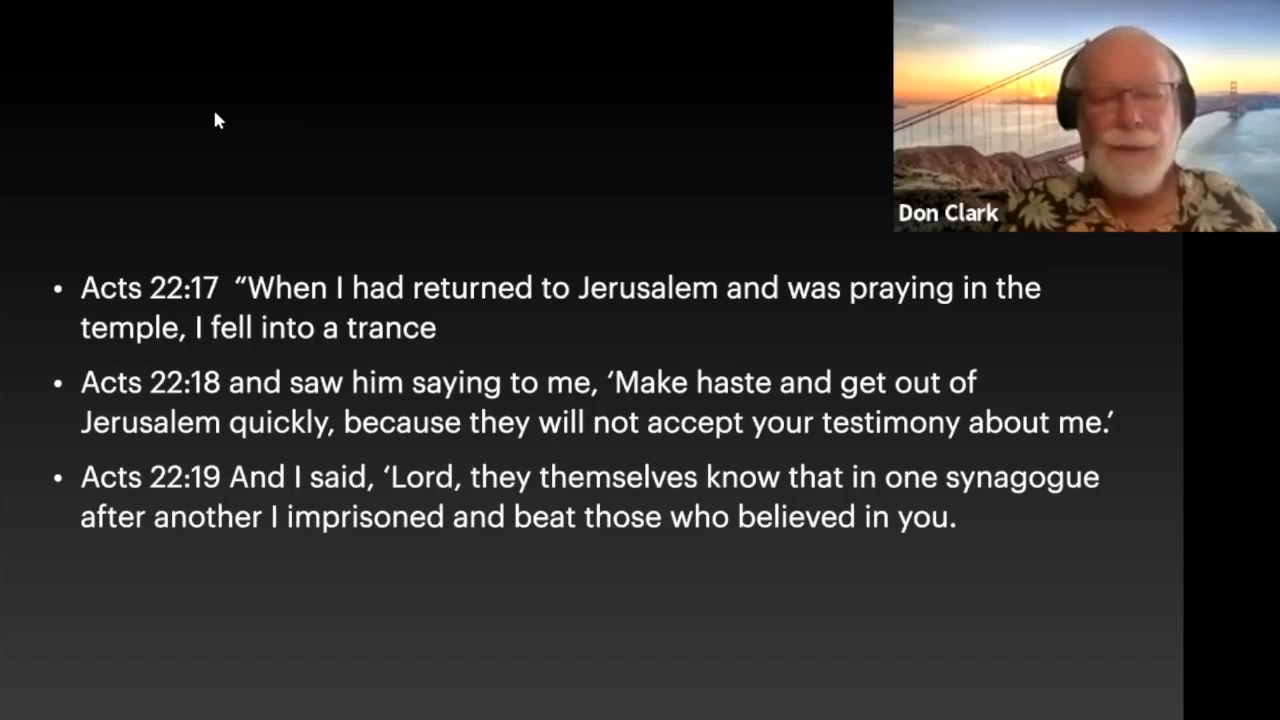 Don Clark
• Acts 22:17  “When I had returned to Jerusalem and was praying in the
temple, I fell into a trance
• Acts 22:18 and saw him saying to me, ‘Make haste and get out of
Jerusalem quickly, because they will not accept your testimony about me.’
• Acts 22:19 And I said, ‘Lord, they themselves know that in one synagogue
after another I imprisoned and beat those who believed in you.